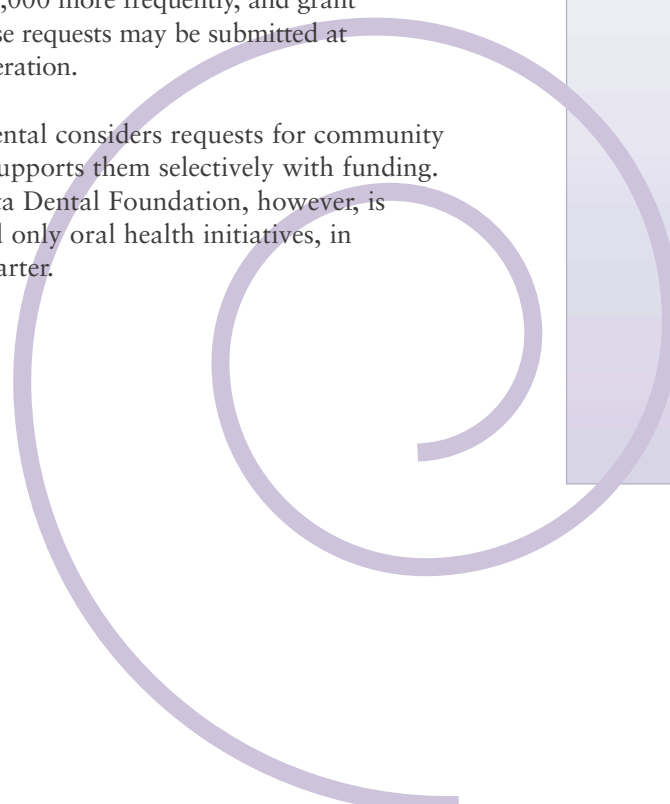 ,000 more frequently, and grant
se requests may be submitted at
eration.
ental considers requests for community
upports them selectively with funding.
ta Dental Foundation, however, is
l only oral health initiatives, in
arter.